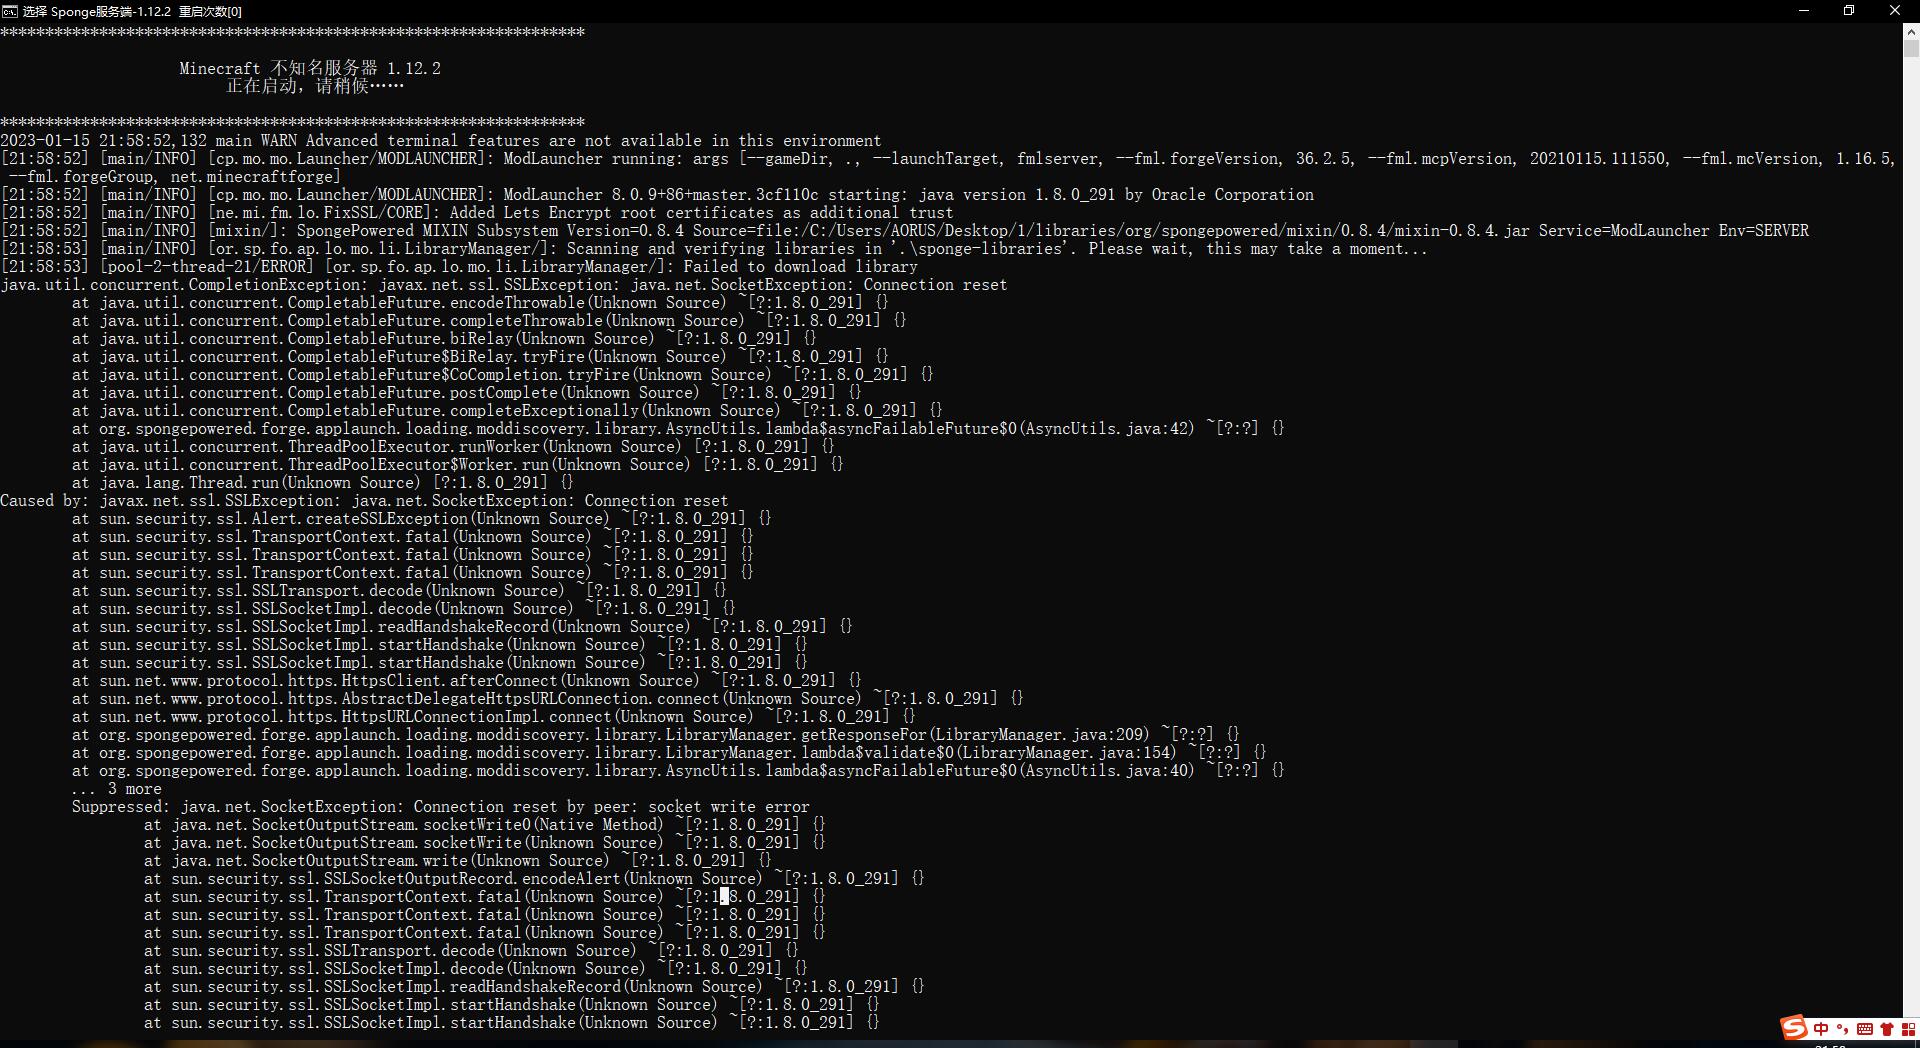 选择 Sponge服务端-1.12.2  重启次数[0]
*****************************************************************
Minecraft 不知名服务器 1.12.2
正在启动，请稍候……
*****************************************************************
2023-01-15 21:58:52,132 main WARN Advanced terminal features are not available in this environment
[21:58:52] [main/INFO] [cp.mo.mo.Launcher/MODLAUNCHER]: ModLauncher running: args [--gameDir, ., --launchTarget, fmlserver, --fml.forgeVersion, 36.2.5, --fml.mcpVersion, 20210115.111550, --fml.mcVersion, 1.16.5,
--fml.forgeGroup, net.minecraftforge]
[21:58:52] [main/INFO] [cp.mo.mo.Launcher/MODLAUNCHER]: ModLauncher 8.0.9+86+master.3cf110c starting: java version 1.8.0_291 by Oracle Corporation
[21:58:52] [main/INFO] [ne.mi.fm.lo.FixSSL/CORE]: Added Lets Encrypt root certificates as additional trust
[21:58:52] [main/INFO] [mixin/]: SpongePowered MIXIN Subsystem Version=0.8.4 Source=file:/C:/Users/AORUS/Desktop/1/libraries/org/spongepowered/mixin/0.8.4/mixin-0.8.4.jar Service=ModLauncher Env=SERVER
[21:58:53] [main/INFO] [or.sp.fo.ap.lo.mo.li.LibraryManager/]: Scanning and verifying libraries in '.\sponge-libraries'. Please wait, this may take a moment...
[21:58:53] [pool-2-thread-21/ERROR] [or.sp.fo.ap.lo.mo.li.LibraryManager/]: Failed to download library
java.util.concurrent.CompletionException: javax.net.ssl.SSLException: java.net.SocketException: Connection reset
at java.util.concurrent.CompletableFuture.encodeThrowable(Unknown Source) ~[?:1.8.0_291] {}
at java.util.concurrent.CompletableFuture.completeThrowable(Unknown Source) ~[?:1.8.0_291] {}
at java.util.concurrent.CompletableFuture.biRelay(Unknown Source) ~[?:1.8.0_291] {}
at java.util.concurrent.CompletableFuture$BiRelay.tryFire(Unknown Source) ~[?:1.8.0_291] {}
at java.util.concurrent.CompletableFuture$CoCompletion.tryFire(Unknown Source) ~[?:1.8.0_291] {}
at java.util.concurrent.CompletableFuture.postComplete(Unknown Source) ~[?:1.8.0_291] {}
at java.util.concurrent.CompletableFuture.completeExceptionally(Unknown Source) ~[?:1.8.0_291] {}
at org.spongepowered.forge.applaunch.loading.moddiscovery.library.AsyncUtils.lambda$asyncFailableFuture$0(AsyncUtils.java:42) ~[?:?] {}
at java.util.concurrent.ThreadPoolExecutor.runWorker(Unknown Source) [?:1.8.0_291] {}
at java.util.concurrent.ThreadPoolExecutor$Worker.run(Unknown Source) [?:1.8.0_291] {}
at java.lang.Thread.run(Unknown Source) [?:1.8.0_291] {}
Caused by: javax.net.ssl.SSLException: java.net.SocketException: Connection reset
at sun.security.ssl.Alert.createSSLException(Unknown Source) ~[?:1.8.0_291] {}
at sun.security.ssl.TransportContext.fatal(Unknown Source) ~[?:1.8.0_291] {}
at sun.security.ssl.TransportContext.fatal(Unknown Source) ~[?:1.8.0_291] {}
at sun.security.ssl.TransportContext.fatal(Unknown Source) ~[?:1.8.0_291] {}
at sun.security.ssl.SSLTransport.decode(Unknown Source) ~[?:1.8.0_291] {}
at sun.security.ssl.SSLSocketImpl.decode(Unknown Source) ~[?:1.8.0_291] {}
at sun.security.ssl.SSLSocketImpl.readHandshakeRecord(Unknown Source) ~[?:1.8.0_291] {}
at sun.security.ssl.SSLSocketImpl.startHandshake(Unknown Source) ~[?:1.8.0_291] {}
at sun.security.ssl.SSLSocketImpl.startHandshake(Unknown Source) ~[?:1.8.0_291] {}
at sun.net.www.protocol.https.HttpsClient.afterConnect(Unknown Source) ~[?:1.8.0_291] {}
at sun.net.www.protocol.https.AbstractDelegateHttpsURLConnection.connect(Unknown Source) ~[?:1.8.0_291] {}
at sun.net.www.protocol.https.HttpsURLConnectionImpl.connect(Unknown Source) ~[?:1.8.0_291] {}
at org.spongepowered.forge.applaunch.loading.moddiscovery.library.LibraryManager.getResponseFor(LibraryManager.java:209) ~[?:?] {}
at org.spongepowered.forge.applaunch.loading.moddiscovery.library.LibraryManager.lambda$validate$0(LibraryManager.java:154) ~[?:?] {}
at org.spongepowered.forge.applaunch.loading.moddiscovery.library.AsyncUtils.lambda$asyncFailableFuture$0(AsyncUtils.java:40) ~[?:?] {}
... 3 more
Suppressed: java.net.SocketException: Connection reset by peer: socket write error
at java.net.SocketOutputStream.socketWrite0(Native Method) ~[?:1.8.0_291] {}
at java.net.SocketOutputStream.socketWrite(Unknown Source) ~[?:1.8.0_291] {}
at java.net.SocketOutputStream.write(Unknown Source) ~[?:1.8.0_291] {}
at sun.security.ssl.SSLSocketOutputRecord.encodeAlert(Unknown Source) ~[?:1.8.0_291] {}
at sun.security.ssl.TransportContext.fatal(Unknown Source) ~[?:1.8.0_291] {}
at sun.security.ssl.TransportContext.fatal(Unknown Source) ~[?:1.8.0_291] {}
at sun.security.ssl.TransportContext.fatal(Unknown Source) ~[?:1.8.0_291] {}
at sun.security.ssl.SSLTransport.decode(Unknown Source) ~[?:1.8.0_291] {}
at sun.security.ssl.SSLSocketImpl.decode(Unknown Source) ~[?:1.8.0_291] {}
at sun.security.ssl.SSLSocketImpl.readHandshakeRecord(Unknown Source) ~[?:1.8.0_291] {}
at sun.security.ssl.SSLSocketImpl.startHandshake(Unknown Source) ~[?:1.8.0_291] {}
at sun.security.ssl.SSLSocketImpl.startHandshake(Unknown Source) ~[?:1.8.0_291] {}
中